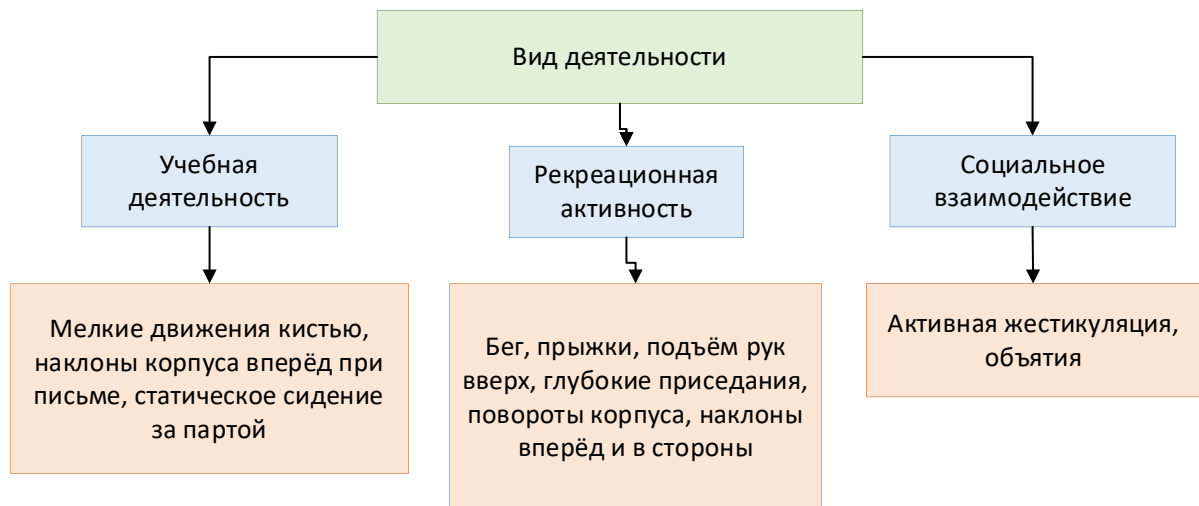 Вид деятельности
Учебная
деятельность
Рекреационная
активность
Социальное
взаимодействие
Мелкие движения кистью,
наклоны корпуса вперёд при
письме, статическое сидение
за партой
Бег, прыжки, подъём рук
вверх, глубокие приседания,
повороты корпуса, наклоны
вперёд и в стороны
Активная жестикуляция,
объятия